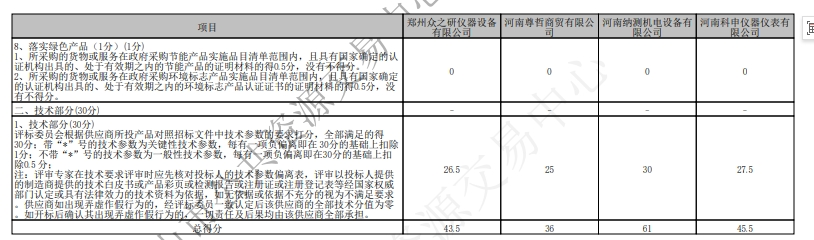 项目
郑州众之研仪器设备
有限公司
河南尊哲商贸有限公
司
河南纳测机电设备有
限公司
河南科申仪器仪表有
限公司
8、落实绿色产品（1分）(1分)
1、所采购的货物或服务在政府采购节能产品实施品目清单范围内，且具有国家确定的认
证机构出具的、处于有效期之内的节能产品的证明材料的得0.5分，没有不得分。
2、所采购的货物或服务在政府采购环境标志产品实施品目清单范围内，且具有国家确定
的认证机构出具的、处于有效期之内的环境标志产品认证证书的证明材料的得0.5分，没
有不得分。
0
0
0
0
二、技术部分(30分)
-
-
-
-
1、技术部分(30分)
评标委员会根据供应商所投产品对照招标文件中技术参数的要求打分，全部满足的得
30分；带“*”号的技术参数为关键性技术参数，每有一项负偏离即在30分的基础上扣除
1分；不带“*”号的技术参数为一般性技术参数，每有一项负偏离即在30分的基础上扣
除0.5 分；
注：评审专家在技术要求评审时应先核对投标人的技术参数偏离表，评审以投标人提供
的制造商提供的技术白皮书或产品彩页或检测报告或注册证或注册登记表等经国家权威
部门认定或具有法律效力的技术资料为依据，如无依据或依据不充分的视为不满足要求
。供应商如出现弄虚作假行为的，经评标委员一致认定后该供应商的全部技术分值为零
。如开标后确认其出现弄虚作假行为的，一切责任及后果均由该供应商全部承担。
26.5
25
30
27.5
总得分
43.5
36
61
45.5
资源交易中心